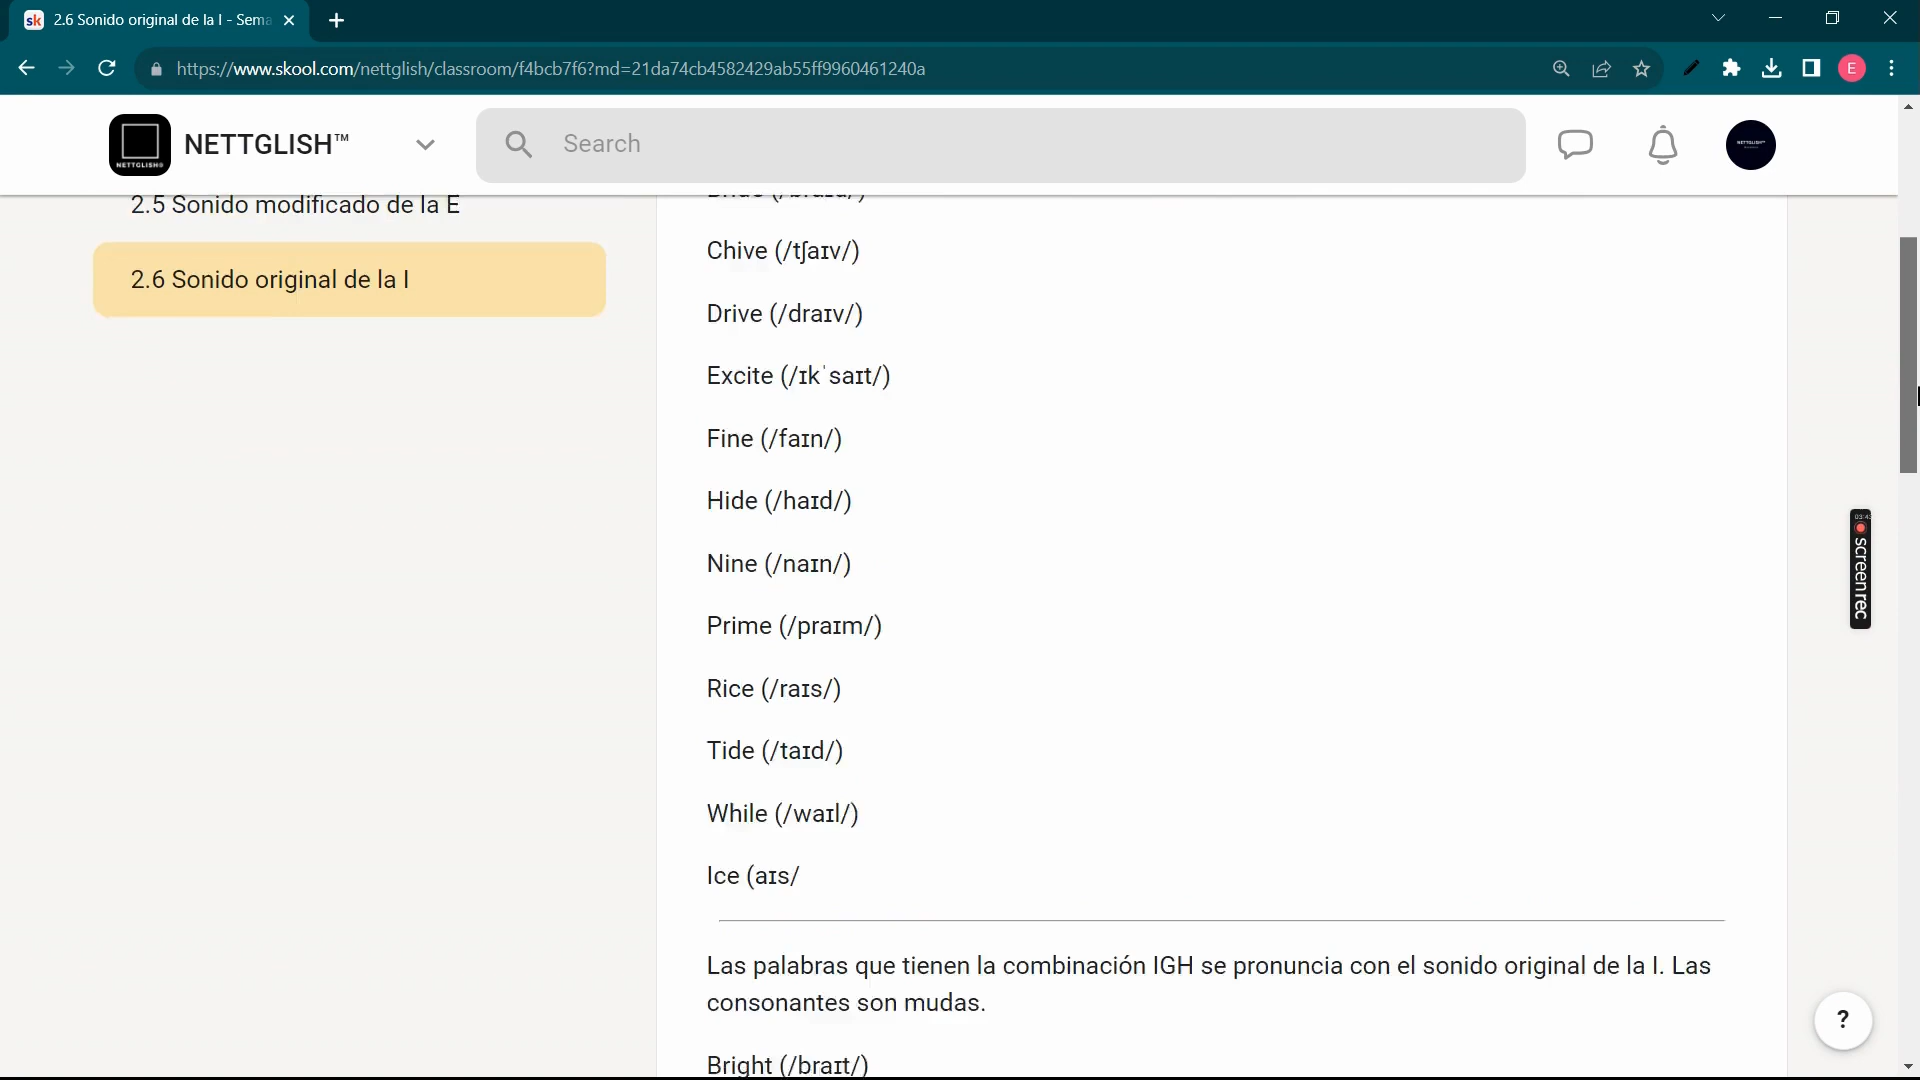 sk 2.6 Sonido original de la I - Sema
https://www.skool.com/nettglish/classroom/f4bcb7f6?md=21da74cb4582429ab55ff9960461240a
E
NETTGLISH®
NETTGLISH™
Search
2.5 Sonido modificado de la E
2.6 Sonido original de la I
Chive (/tʃaɪv/)
Drive (/draɪv/)
Excite (/ɪkˈsaɪt/)
Fine (/faɪn/)
Hide (/haɪd/)
Nine (/naɪn/)
Prime (/praɪm/)
Rice (/raɪs/)
Tide (/taɪd/)
While (/waɪl/)
Ice (aɪs/
Las palabras que tienen la combinación IGH se pronuncia con el sonido original de la I. Las
consonantes son mudas.
Bright (/braɪt/)
screenrec
?